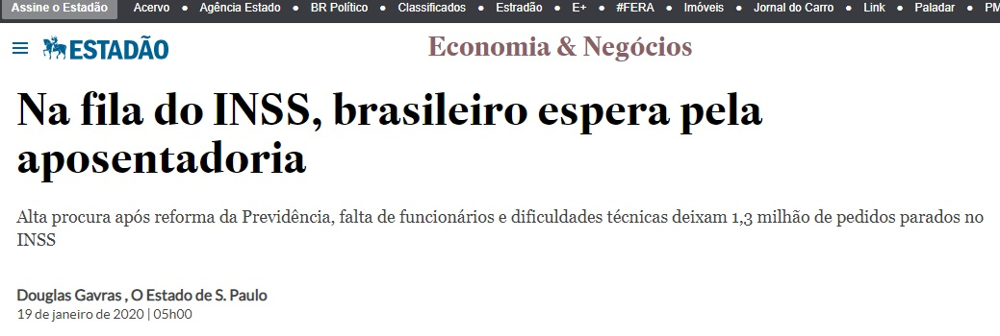 Assine o Estadão Acervo • Agência Estado • BR Político • Classificados • Estradão • E+ • #FERA • Imóveis • Jornal do Carro • Link • Paladar • PM
ESTADÃO Economia & Negócios
Na fila do INSS, brasileiro espera pela
aposentadoria
Alta procura após reforma da Previdência, falta de funcionários e dificuldades técnicas deixam 1,3 milhão de pedidos parados no
INSS
Douglas Gavras , O Estado de S. Paulo
19 de janeiro de 2020 | 05h00